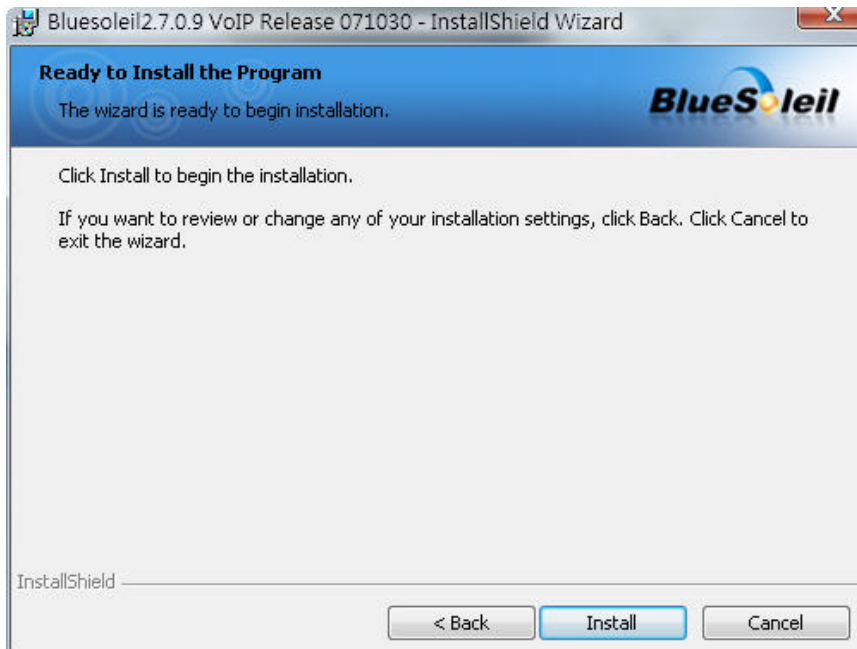 Bluesoleil2.7.0.9 VoIP Release 071030 - InstallShield Wizard
Ready to Install the Program
The wizard is ready to begin installation.
BlueSoleil
Click Install to begin the installation.
If you want to review or change any of your installation settings, click Back. Click Cancel to
exit the wizard.
InstallShield
< Back
Install
Cancel